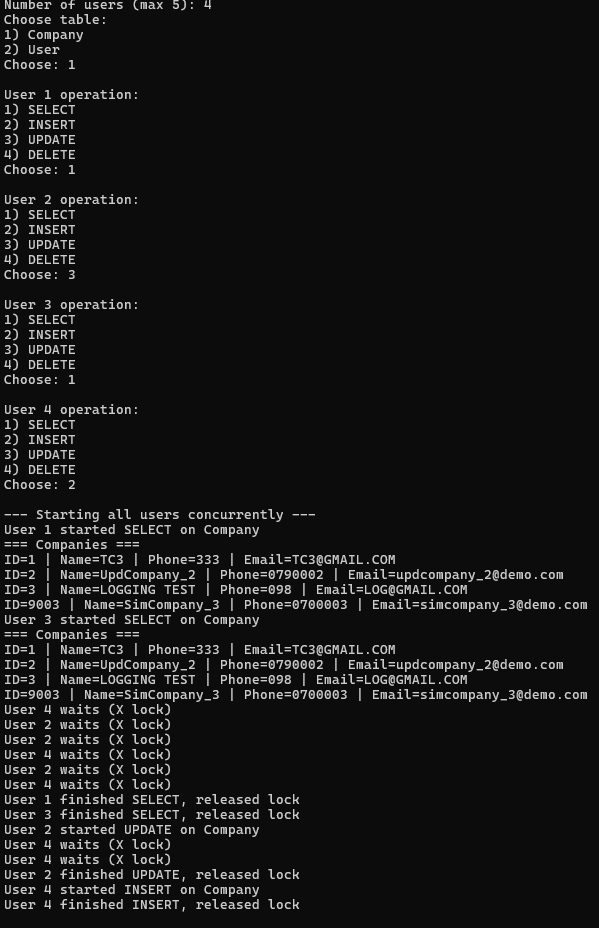 Number of users (max 5): 4
Choose table:
1) Company
2) User
Choose: 1
User 1 operation:
1) SELECT
2) INSERT
3) UPDATE
4) DELETE
Choose: 1
User 2 operation:
1) SELECT
2) INSERT
3) UPDATE
4) DELETE
Choose: 3
User 3 operation:
1) SELECT
2) INSERT
3) UPDATE
4) DELETE
Choose: 1
User 4 operation:
1) SELECT
2) INSERT
3) UPDATE
4) DELETE
Choose: 2
--- Starting all users concurrently ---
User 1 started SELECT on Company
=== Companies ===
ID=1 | Name=TC3 | Phone=333 | Email=TC3@GMAIL.COM
ID=2 | Name=UpdCompany_2 | Phone=0790002 | Email=updcompany_2@demo.com
ID=3 | Name=LOGGING TEST | Phone=098 | Email=LOG@GMAIL.COM
ID=9003 | Name=SimCompany_3 | Phone=0700003 | Email=simcompany_3@demo.com
User 3 started SELECT on Company
=== Companies ===
ID=1 | Name=TC3 | Phone=333 | Email=TC3@GMAIL.COM
ID=2 | Name=UpdCompany_2 | Phone=0790002 | Email=updcompany_2@demo.com
ID=3 | Name=LOGGING TEST | Phone=098 | Email=LOG@GMAIL.COM
ID=9003 | Name=SimCompany_3 | Phone=0700003 | Email=simcompany_3@demo.com
User 4 waits (X lock)
User 2 waits (X lock)
User 2 waits (X lock)
User 4 waits (X lock)
User 2 waits (X lock)
User 4 waits (X lock)
User 1 finished SELECT, released lock
User 3 finished SELECT, released lock
User 2 started UPDATE on Company
User 4 waits (X lock)
User 4 waits (X lock)
User 2 finished UPDATE, released lock
User 4 started INSERT on Company
User 4 finished INSERT, released lock